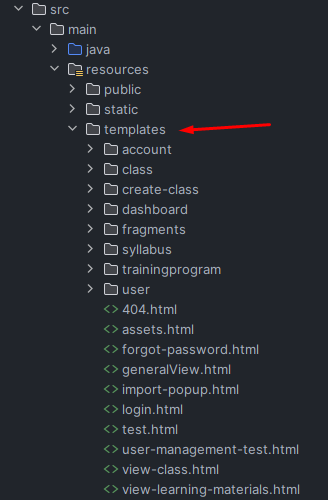 src
main
java
resources
public
static
templates
account
class
create-class
dashboard
fragments
syllabus
trainingprogram
user
404.html
assets.html
forgot-password.html
generalView.html
import-popup.html
login.html
test.html
user-management-test.html
view-class.html
view-learning-materials.html